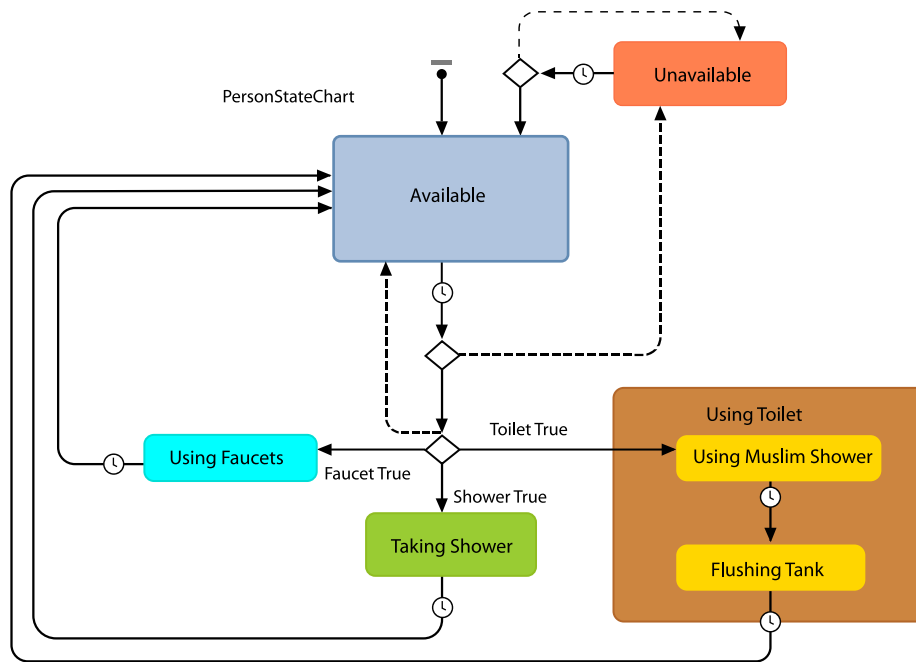 Unavailable
PersonStateChart
Available
Using Toilet
Toilet True
Using Faucets
Using Muslim Shower
Faucet True
Shower True
Taking Shower
Flushing Tank